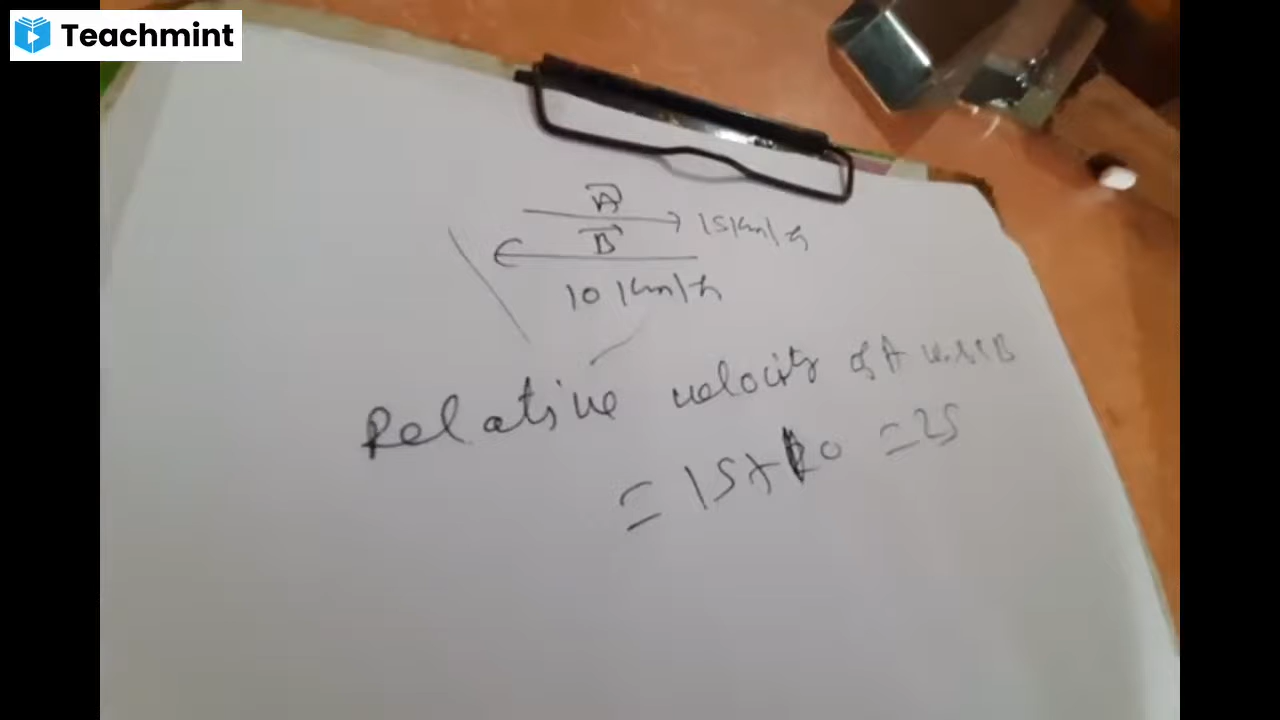 Teachmint
A
15 km/h
B
10 km/h
Relative velocity of A w.r.t B
= 15+10 = 25